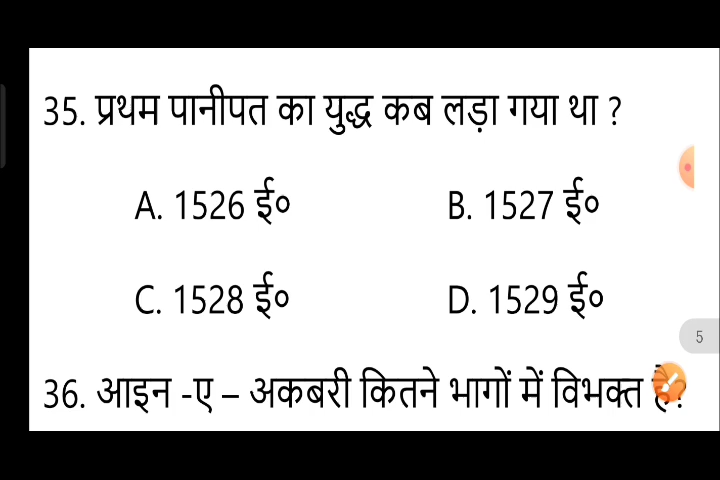 35. प्रथम पानीपत का युद्ध कब लड़ा गया था ?
A. 1526 ई० B. 1527 ई०
C. 1528 ई० D. 1529 ई०
5
36. आइन -ए – अकबरी कितने भागों में विभक्त है?